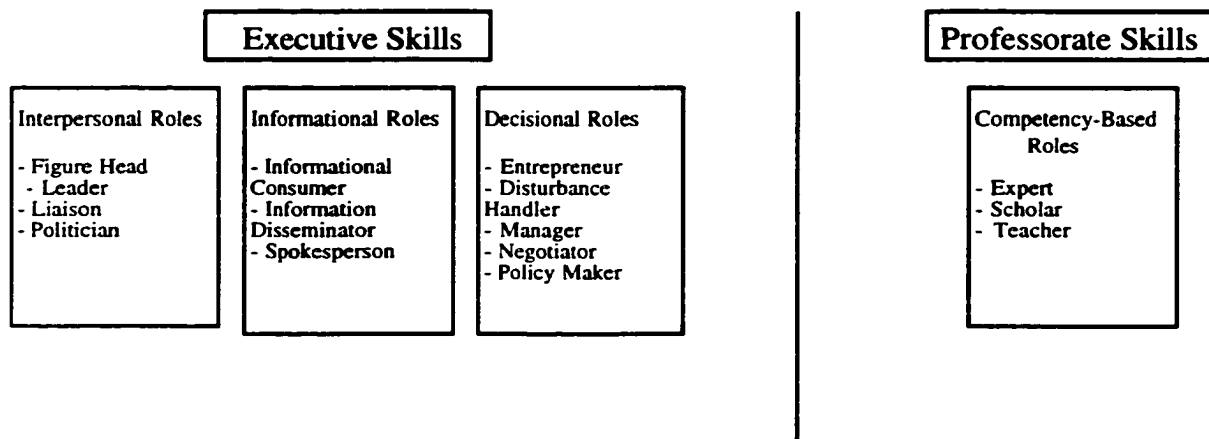 Executive Skills
Professorate Skills
Interpersonal Roles
- Figure Head
- Leader
- Liaison
- Politician
Informational Roles
- Informational
Consumer
- Information
Disseminator
- Spokesperson
Decisional Roles
- Entrepreneur
- Disturbance
Handler
- Manager
- Negotiator
- Policy Maker
Competency-Based
Roles
- Expert
- Scholar
- Teacher